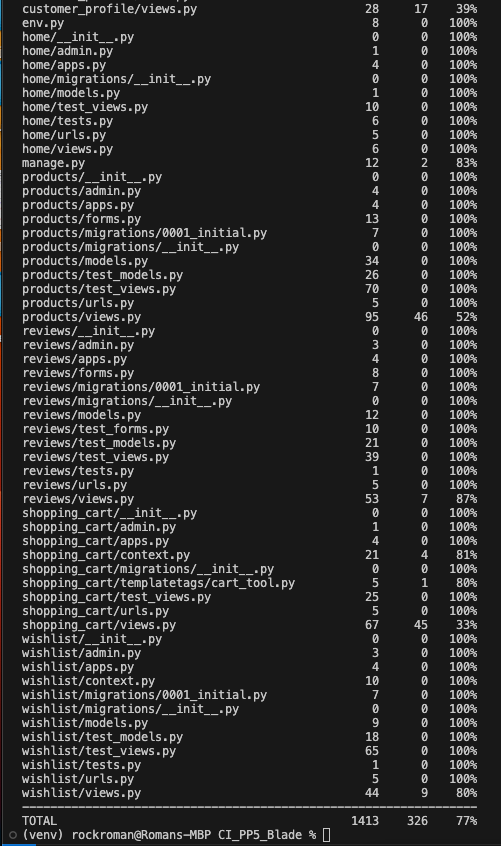 customer_profile/views.py 28 17 39%
env.py 8 0 100%
home/__init__.py 0 0 100%
home/admin.py 1 0 100%
home/apps.py 4 0 100%
home/migrations/__init__.py 0 0 100%
home/models.py 1 0 100%
home/test_views.py 10 0 100%
home/tests.py 6 0 100%
home/urls.py 5 0 100%
home/views.py 6 0 100%
manage.py 12 2 83%
products/__init__.py 0 0 100%
products/admin.py 4 0 100%
products/apps.py 4 0 100%
products/forms.py 13 0 100%
products/migrations/0001_initial.py 7 0 100%
products/migrations/__init__.py 0 0 100%
products/models.py 34 0 100%
products/test_models.py 26 0 100%
products/test_views.py 70 0 100%
products/urls.py 5 0 100%
products/views.py 95 46 52%
reviews/__init__.py 0 0 100%
reviews/admin.py 3 0 100%
reviews/apps.py 4 0 100%
reviews/forms.py 8 0 100%
reviews/migrations/0001_initial.py 7 0 100%
reviews/migrations/__init__.py 0 0 100%
reviews/models.py 12 0 100%
reviews/test_forms.py 10 0 100%
reviews/test_models.py 21 0 100%
reviews/test_views.py 39 0 100%
reviews/tests.py 1 0 100%
reviews/urls.py 5 0 100%
reviews/views.py 53 7 87%
shopping_cart/__init__.py 0 0 100%
shopping_cart/admin.py 1 0 100%
shopping_cart/apps.py 4 0 100%
shopping_cart/context.py 21 4 81%
shopping_cart/migrations/__init__.py 0 0 100%
shopping_cart/templatetags/cart_tool.py 5 1 80%
shopping_cart/test_views.py 25 0 100%
shopping_cart/urls.py 5 0 100%
shopping_cart/views.py 67 45 33%
wishlist/__init__.py 0 0 100%
wishlist/admin.py 3 0 100%
wishlist/apps.py 4 0 100%
wishlist/context.py 10 0 100%
wishlist/migrations/0001_initial.py 7 0 100%
wishlist/migrations/__init__.py 0 0 100%
wishlist/models.py 9 0 100%
wishlist/test_models.py 18 0 100%
wishlist/test_views.py 65 0 100%
wishlist/tests.py 1 0 100%
wishlist/urls.py 5 0 100%
wishlist/views.py 44 9 80%
TOTAL 1413 326 77%
(venv) rockroman@Romans-MBP CI_PP5_Blade %